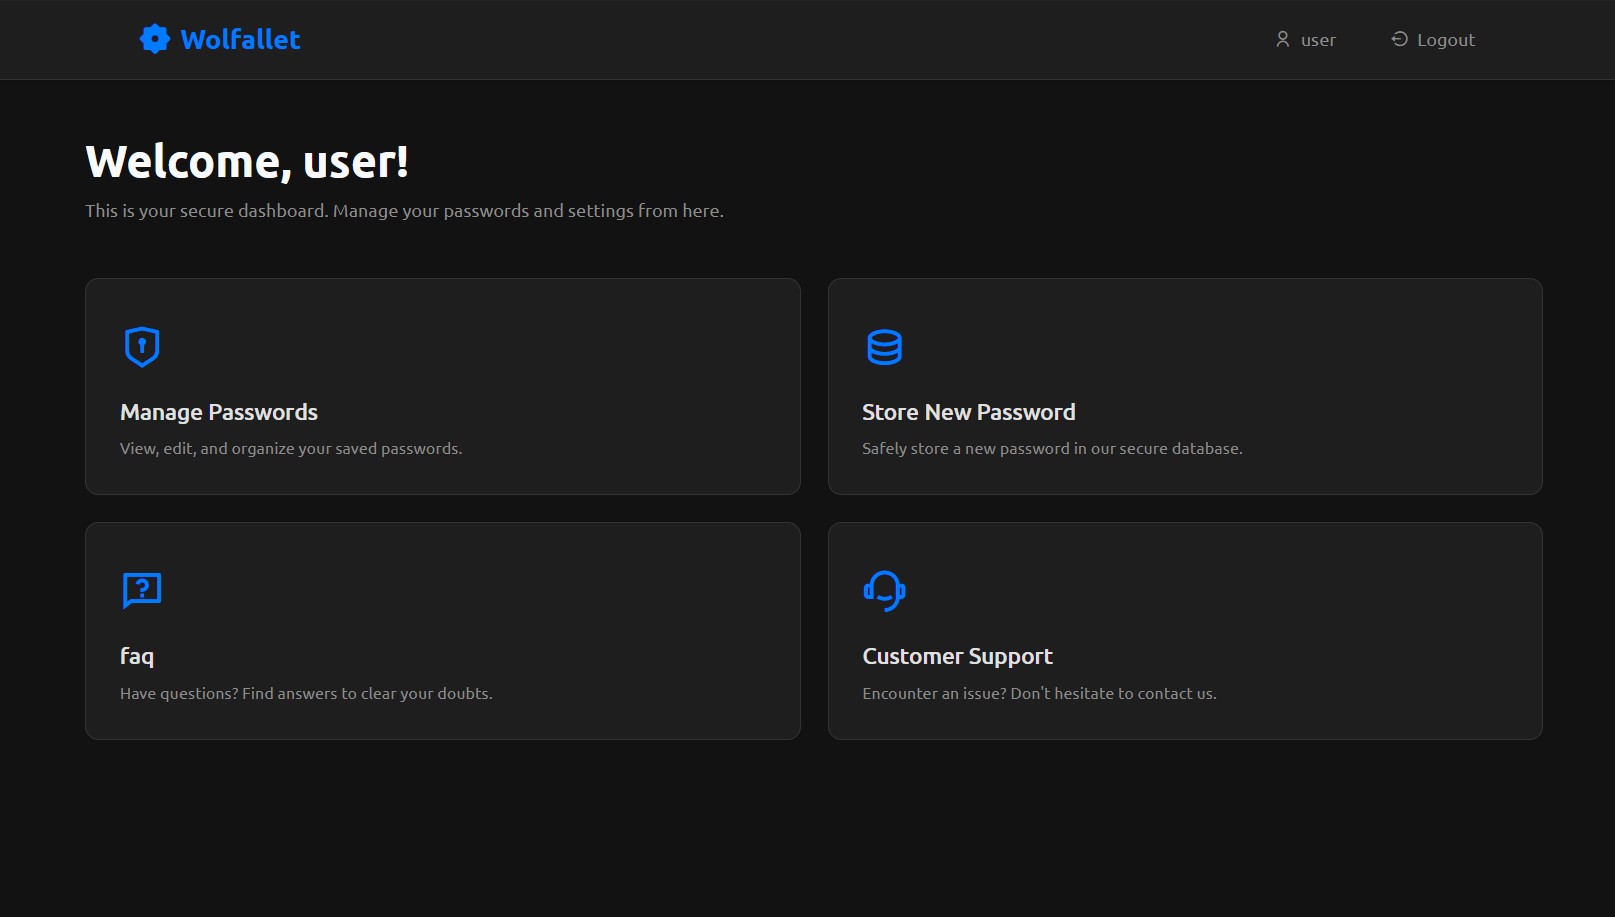 Wolfallet
user
Logout
Welcome, user!
This is your secure dashboard. Manage your passwords and settings from here.
Manage Passwords
View, edit, and organize your saved passwords.
Store New Password
Safely store a new password in our secure database.
?
faq
Have questions? Find answers to clear your doubts.
Customer Support
Encounter an issue? Don't hesitate to contact us.